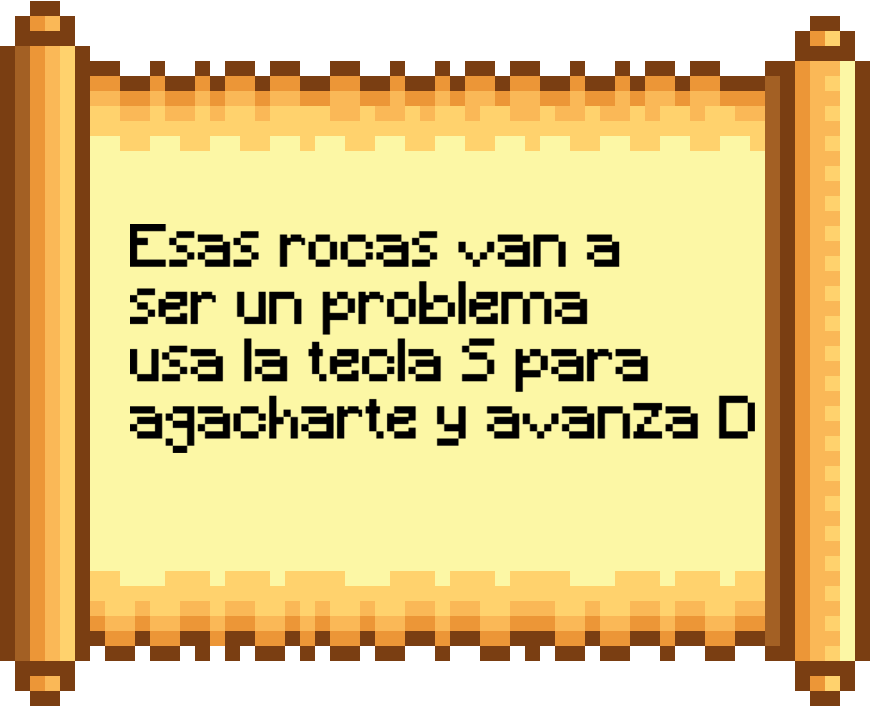 Esas rocas van a
ser un problema
usa la tecla S para
agacharte y avanza D